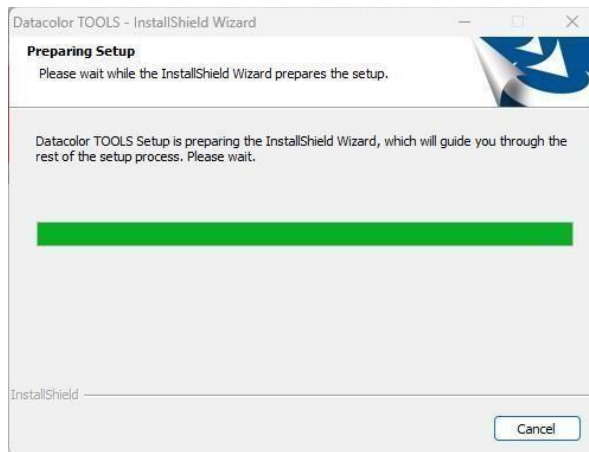 Datacolor TOOLS - InstallShield Wizard
Preparing Setup
Please wait while the InstallShield Wizard prepares the setup.
Datacolor TOOLS Setup is preparing the InstallShield Wizard, which will guide you through the
rest of the setup process. Please wait.
InstallShield
Cancel